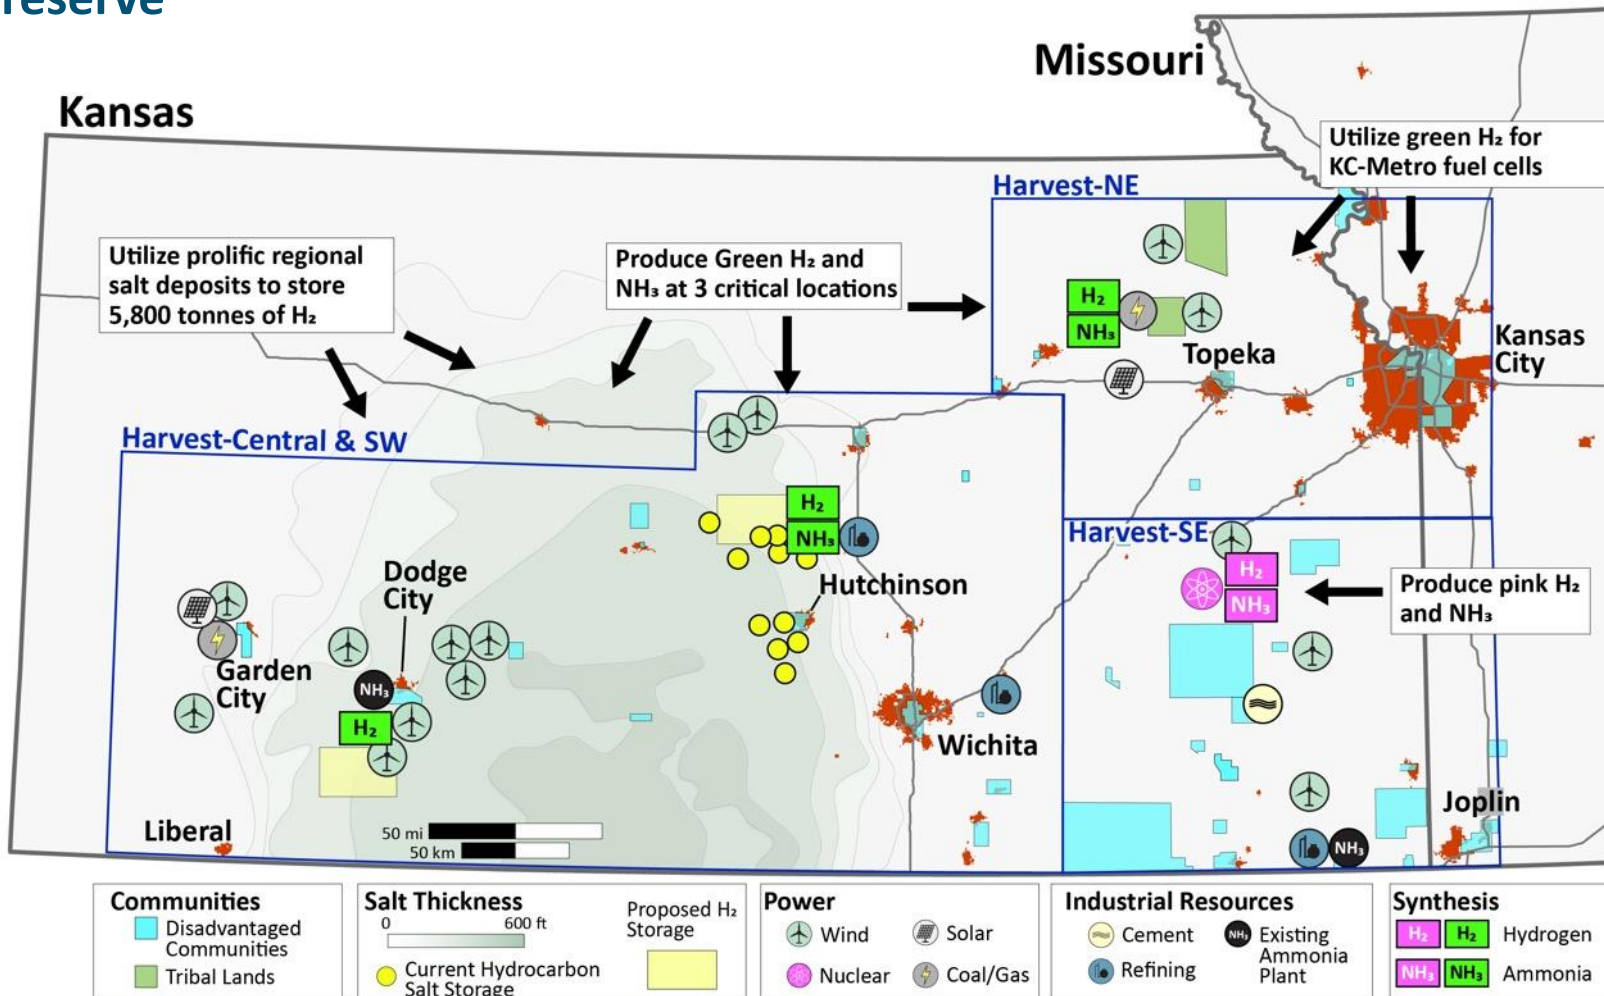 reserve
Kansas
Missouri
Utilize green H₂ for
KC-Metro fuel cells
Harvest-NE
Utilize prolific regional
salt deposits to store
5,800 tonnes of H₂
Produce Green H₂ and
NH₃ at 3 critical locations
H₂
NH₃
Topeka
Kansas
City
Harvest-Central & SW
H₂
NH₃
Harvest-SE
H₂
NH₃
Produce pink H₂
and NH₃
Dodge
City
Hutchinson
Garden
City
NH₃
H₂
Wichita
Liberal
50 mi
50 km
Joplin
NH₃
Communities
Disadvantaged
Communities
Tribal Lands
Salt Thickness
0 600 ft
Current Hydrocarbon
Salt Storage
Proposed H₂
Storage
Power
Wind
Solar
Nuclear
Coal/Gas
Industrial Resources
Cement
Refining
NH₃ Existing
Ammonia
Plant
Synthesis
H₂ H₂ Hydrogen
NH₃ NH₃ Ammonia